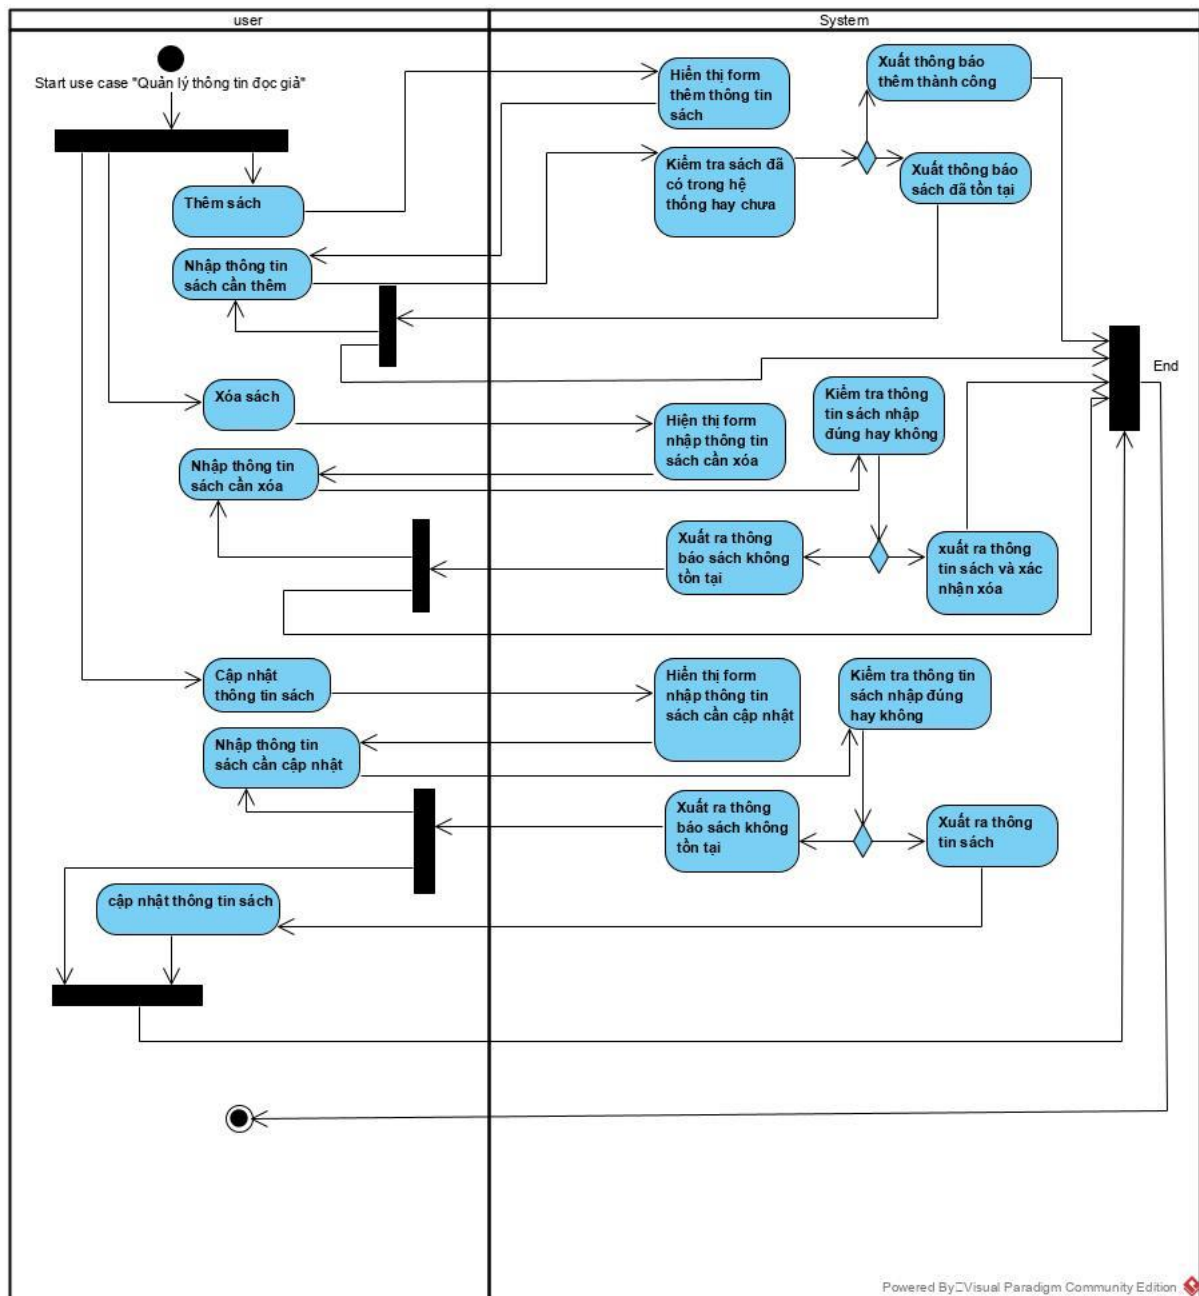 user
System
Start use case "Quản lý thông tin đọc giả"
Hiển thị form
thêm thông tin
sách
Xuất thông báo
thêm thành công
Kiểm tra sách đã
có trong hệ
thống hay chưa
Xuất thông báo
sách đã tồn tại
Thêm sách
Nhập thông tin
sách cần thêm
End
Xóa sách
Hiện thị form
nhập thông tin
sách cần xóa
Kiểm tra thông
tin sách nhập
đúng hay không
Nhập thông tin
sách cần xóa
Xuất ra thông
báo sách không
tồn tại
xuất ra thông
tin sách và xác
nhận xóa
Cập nhật
thông tin sách
Hiển thị form
nhập thông tin
sách cần cập nhật
Kiểm tra thông tin
sách nhập đúng
hay không
Nhập thông tin
sách cần cập nhật
Xuất ra thông
báo sách không
tồn tại
Xuất ra thông
tin sách
cập nhật thông tin sách
Powered By Visual Paradigm Community Edition